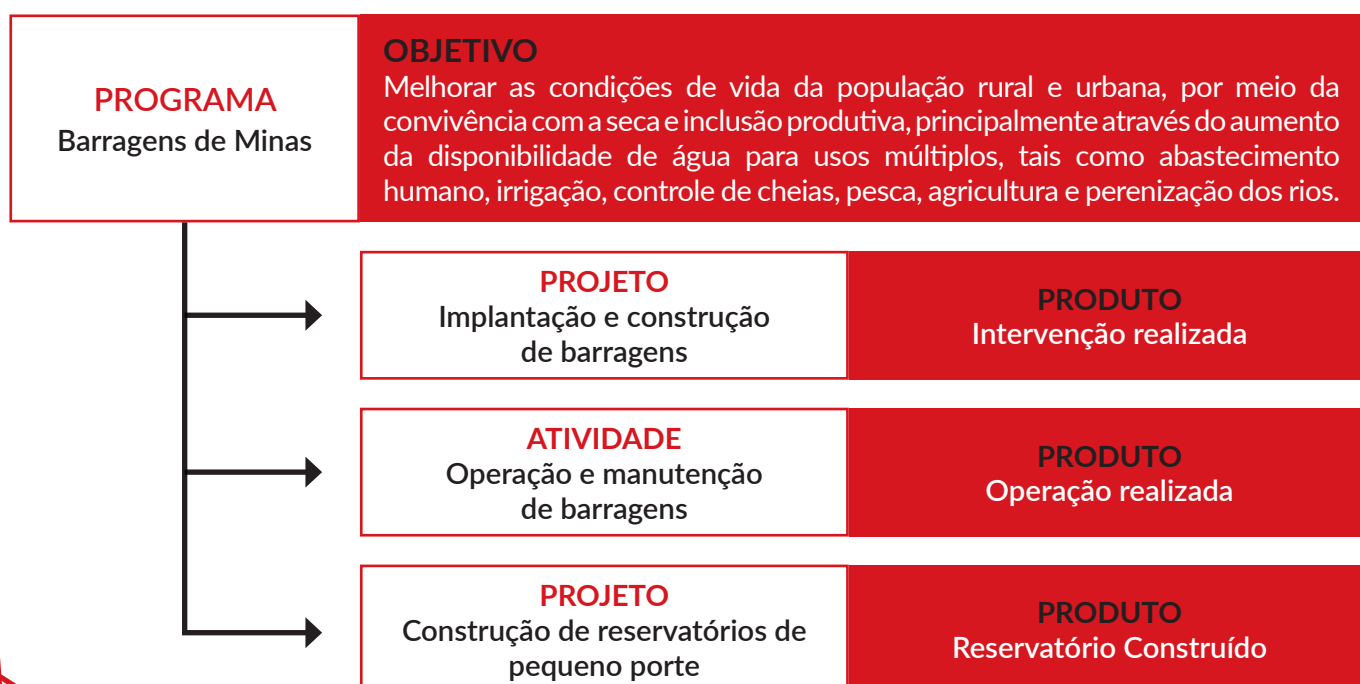 PROGRAMA
Barragens de Minas
OBJETIVO
Melhorar as condições de vida da população rural e urbana, por meio da
convivência com a seca e inclusão produtiva, principalmente através do aumento
da disponibilidade de água para usos múltiplos, tais como abastecimento
humano, irrigação, controle de cheias, pesca, agricultura e perenização dos rios.
PROJETO
Implantação e construção
de barragens
PRODUTO
Intervenção realizada
ATIVIDADE
Operação e manutenção
de barragens
PRODUTO
Operação realizada
PROJETO
Construção de reservatórios de
pequeno porte
PRODUTO
Reservatório Construído